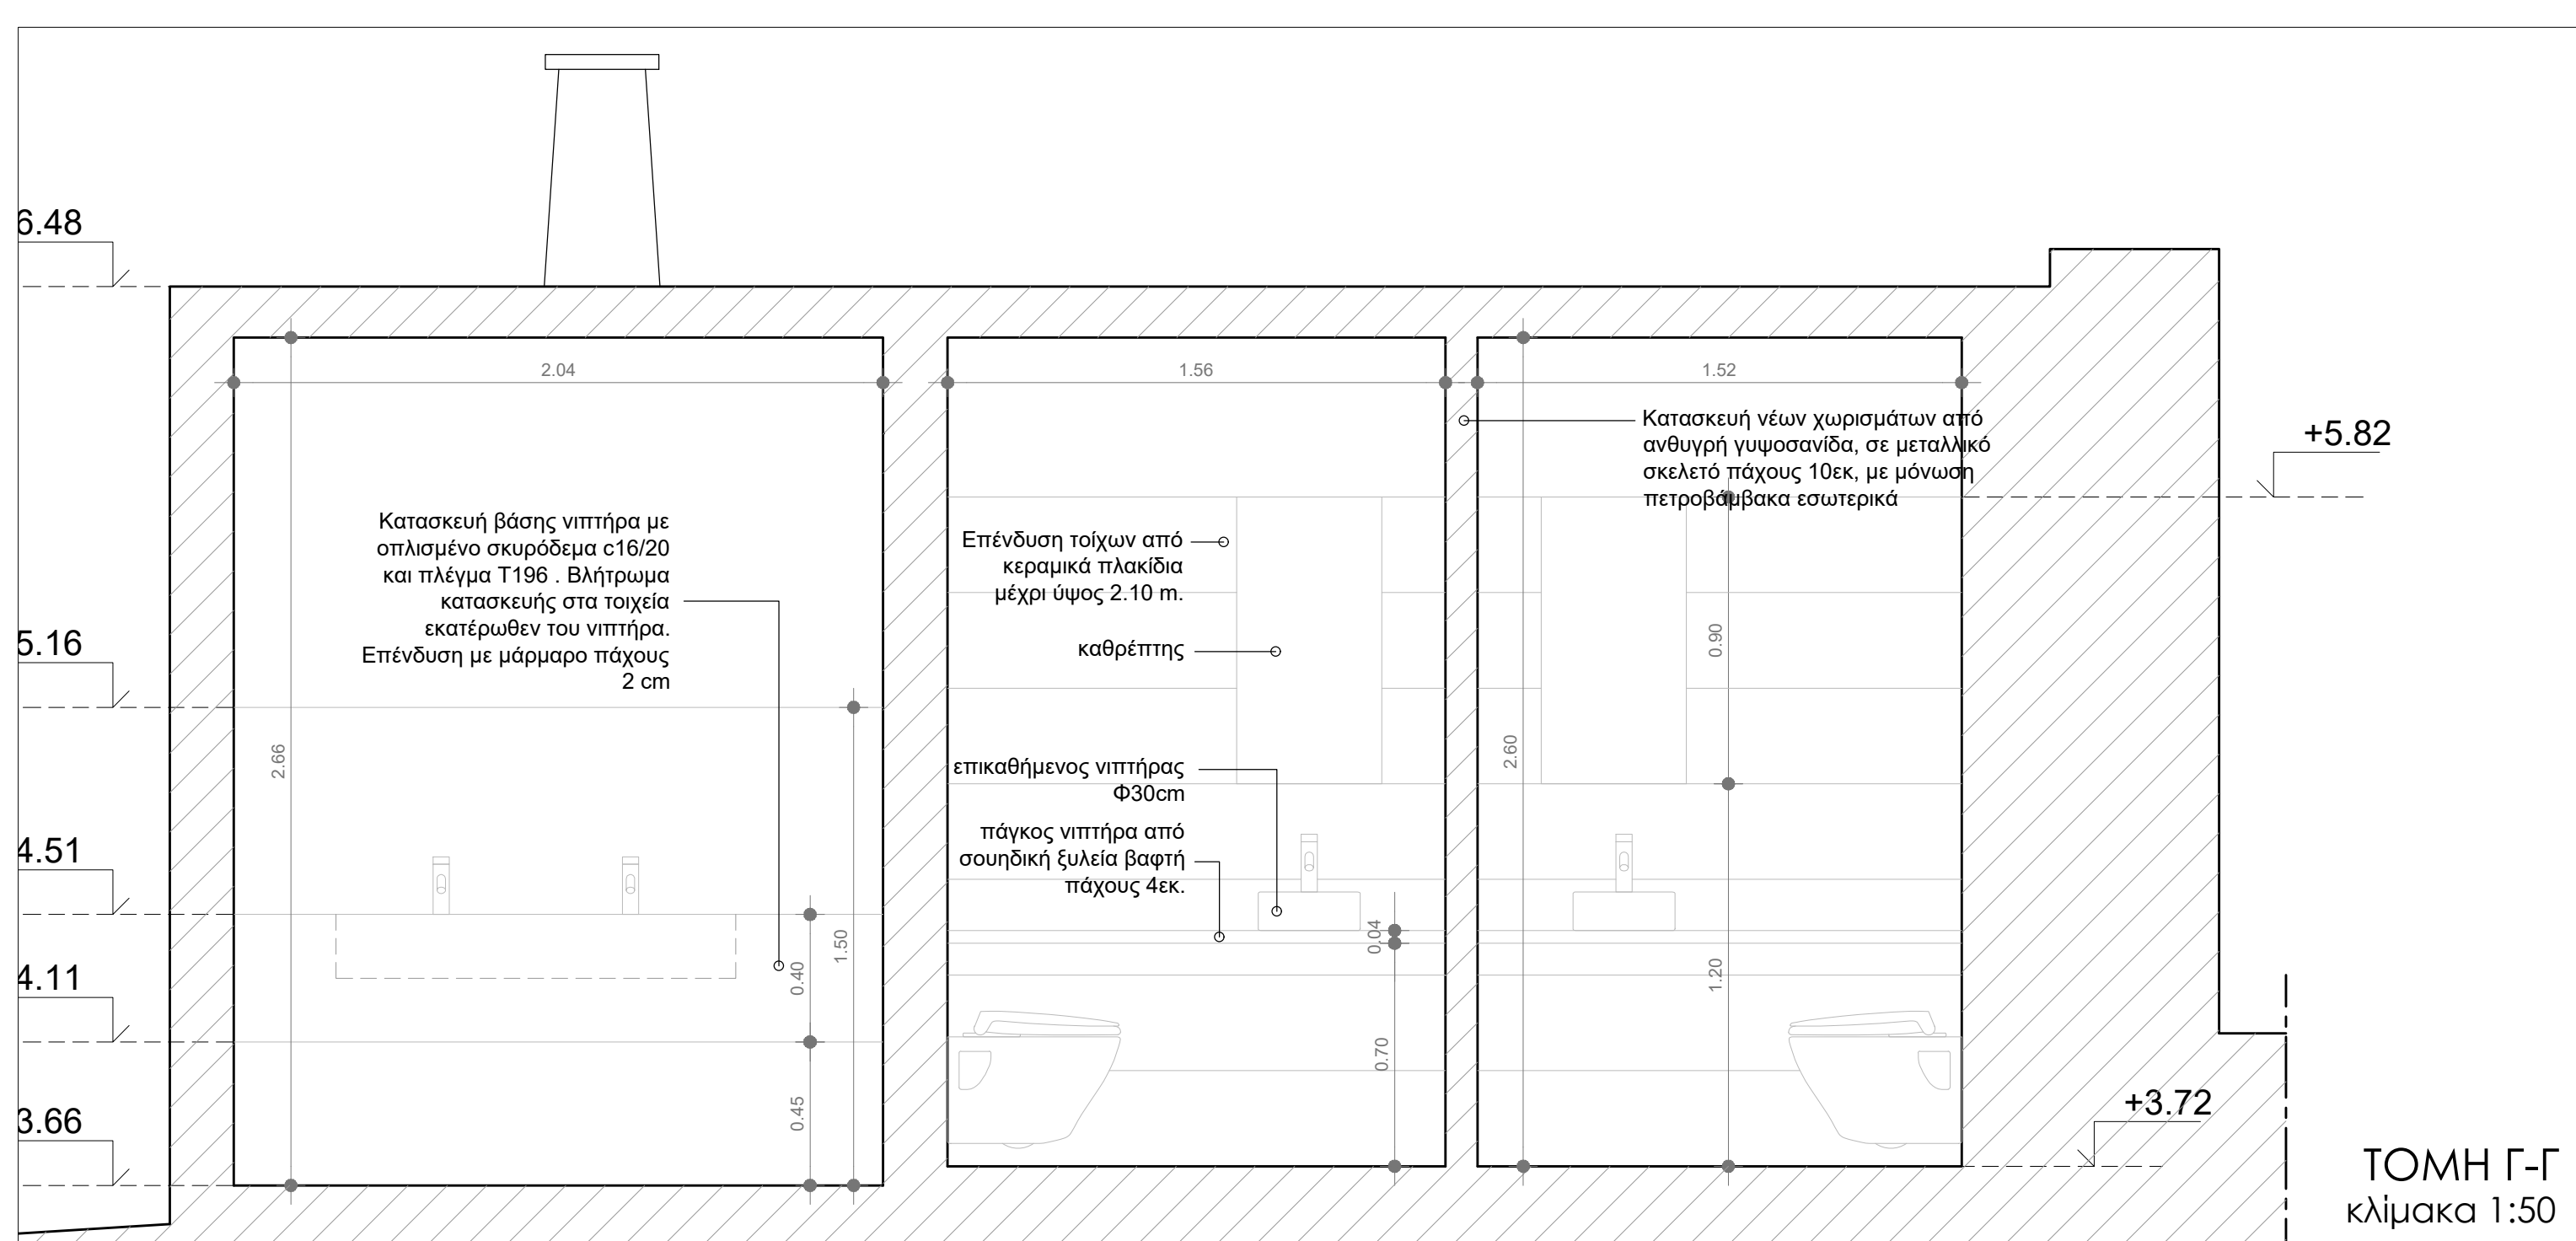 6.48
2.04
1.56
1.52
Κατασκευή νέων χωρισμάτων από
ανθυγρή γυψοσανίδα, σε μεταλλικό
σκελετό πάχους 10εκ, με μόνωση
πετροβάμβακα εσωτερικά
+5.82
Κατασκευή βάσης νιπτήρα με
οπλισμένο σκυρόδεμα c16/20
και πλέγμα Τ196 . Βλήτρωμα
κατασκευής στα τοιχεία
εκατέρωθεν του νιπτήρα.
Επένδυση με μάρμαρο πάχους
2 cm
Επένδυση τοίχων από
κεραμικά πλακίδια
μέχρι ύψος 2.10 m.
καθρέπτης
0.90
5.16
2.66
2.60
επικαθήμενος νιπτήρας
Φ30cm
πάγκος νιπτήρα από
σουηδική ξυλεία βαφτή
πάχους 4εκ.
4.51
1.50
0.04
0.40
1.20
4.11
0.70
0.45
3.66
+3.72
ΤΟΜΗ Γ-Γ
κλίμακα 1:50